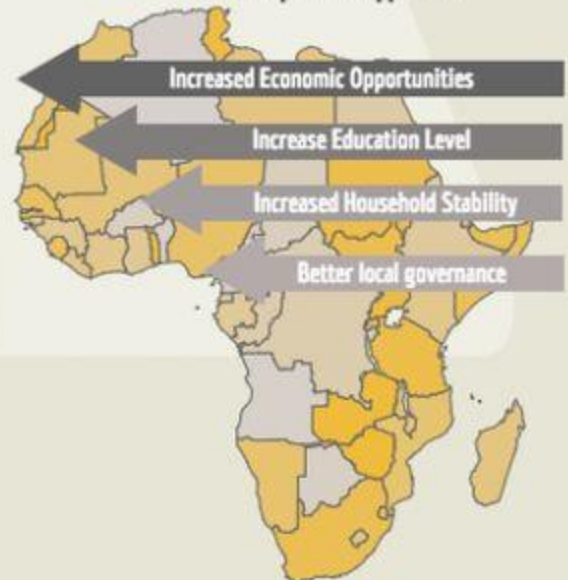 Increased Economic Opportunities
Increase Education Level
Increased Household Stability
Better local governance